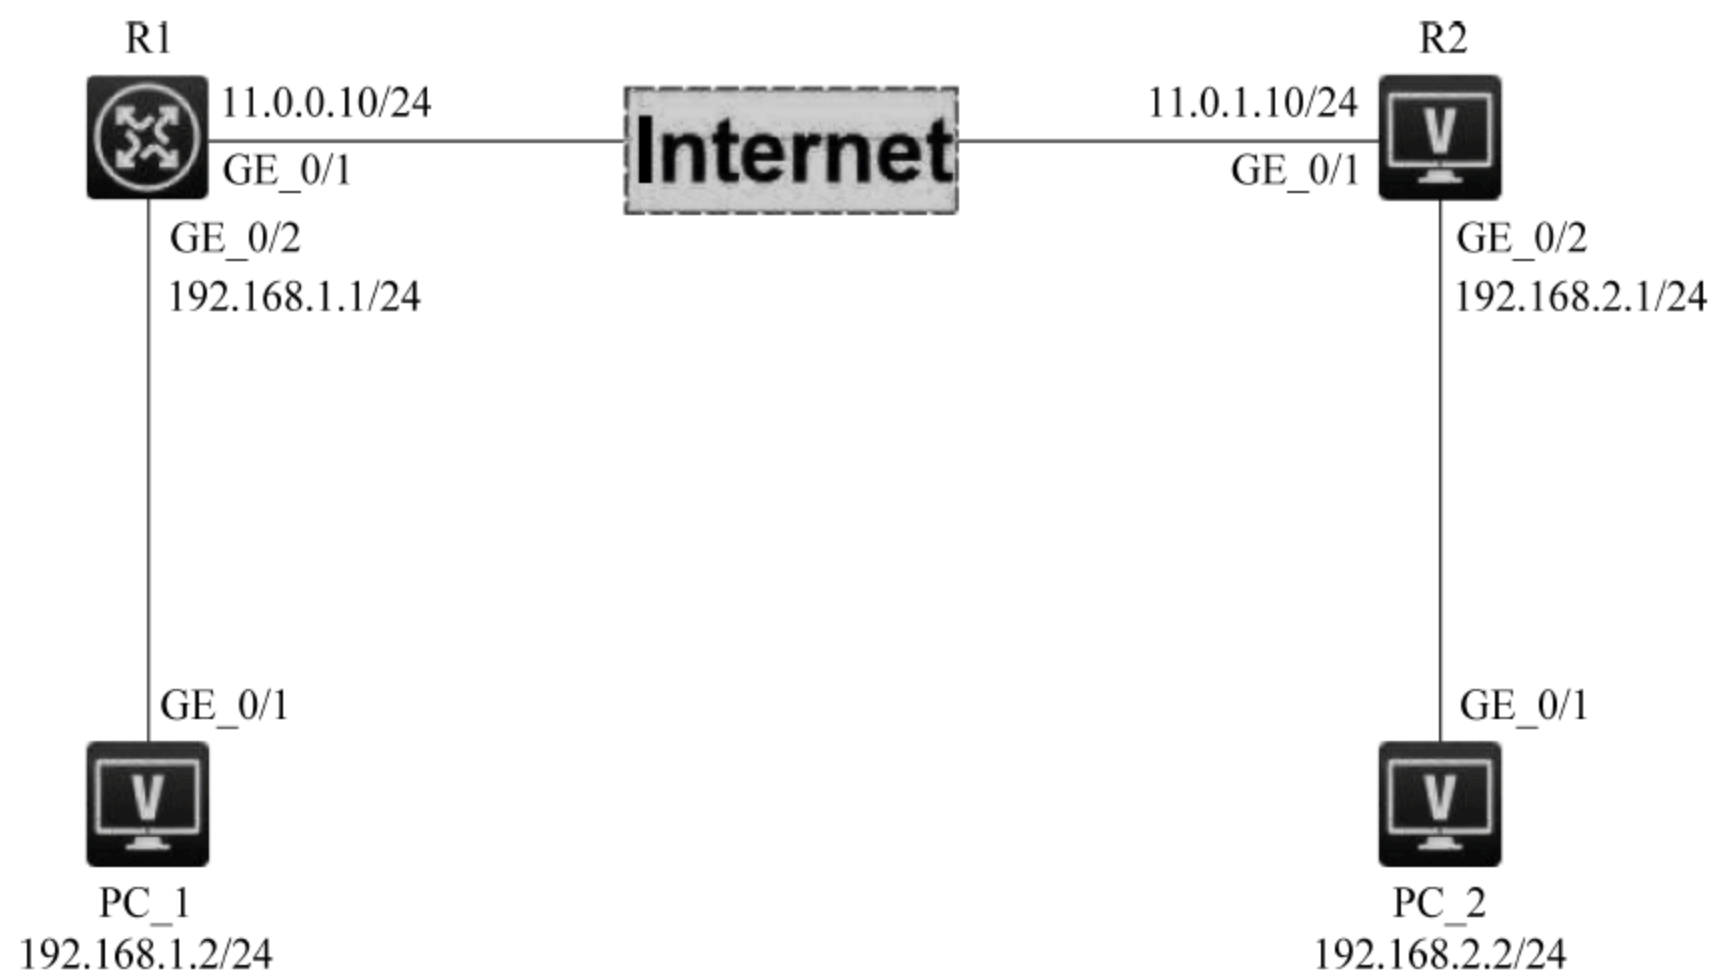 R1
R2
11.0.0.10/24
Internet
11.0.1.10/24
GE_0/1
GE_0/1
GE_0/2
GE_0/2
192.168.1.1/24
192.168.2.1/24
GE_0/1
GE_0/1
V
V
V
PC_1
PC_2
192.168.1.2/24
192.168.2.2/24